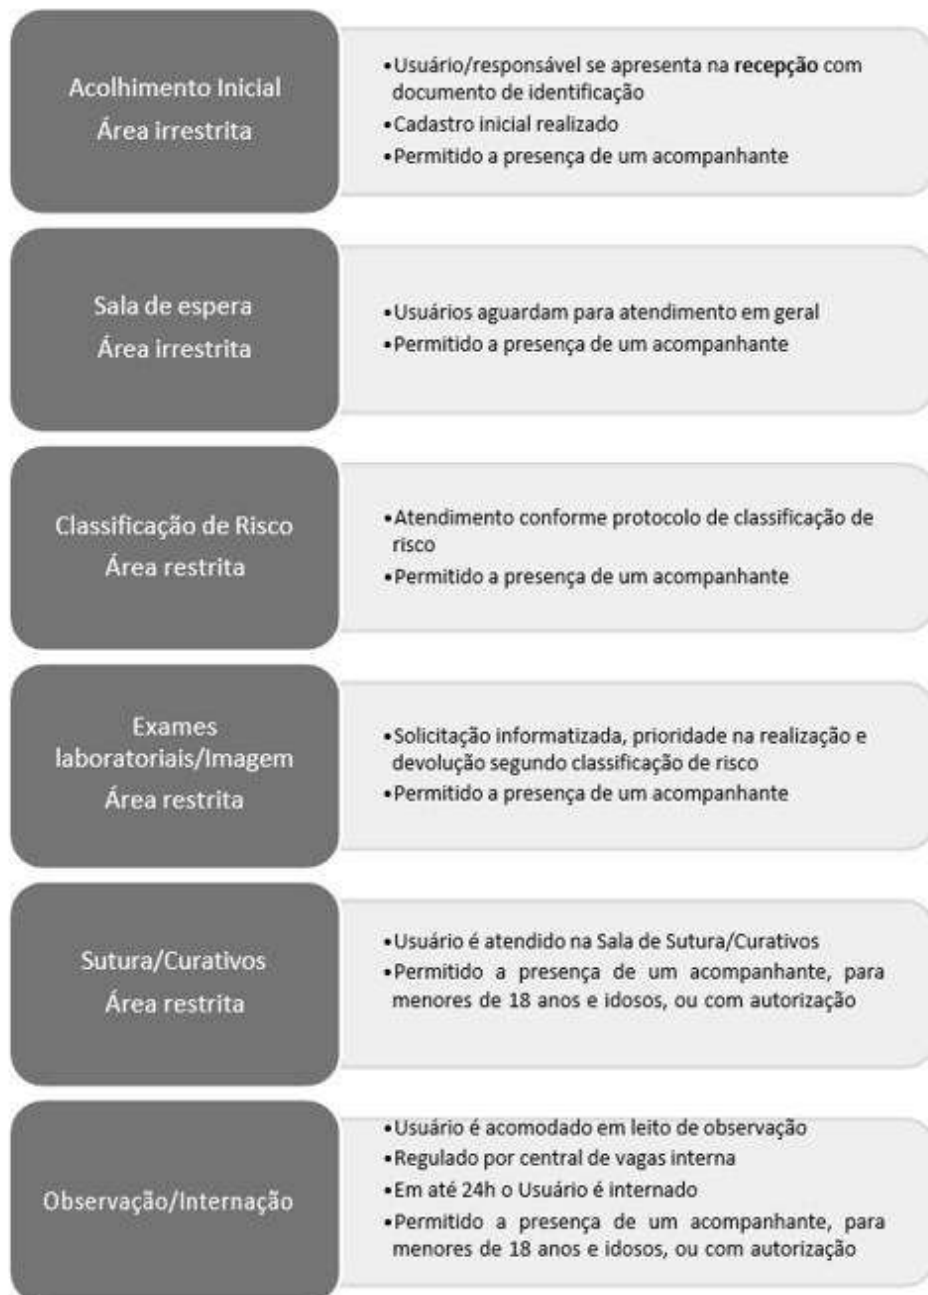 Acolhimento Inicial
Área irrestrita
•Usuário/responsável se apresenta na recepção com
documento de identificação
•Cadastro inicial realizado
•Permitido a presença de um acompanhante
Sala de espera
Área irrestrita
•Usuários aguardam para atendimento em geral
•Permitido a presença de um acompanhante
Classificação de Risco
Área restrita
•Atendimento conforme protocolo de classificação de
risco
•Permitido a presença de um acompanhante
Exames
laboratoriais/Imagem
Área restrita
•Solicitação informatizada, prioridade na realização e
devolução segundo classificação de risco
•Permitido a presença de um acompanhante
Sutura/Curativos
Área restrita
•Usuário é atendido na Sala de Sutura/Curativos
•Permitido a presença de um acompanhante, para
menores de 18 anos e idosos, ou com autorização
Observação/Internação
•Usuário é acomodado em leito de observação
•Regulado por central de vagas interna
•Em até 24h o Usuário é internado
•Permitido a presença de um acompanhante, para
menores de 18 anos e idosos, ou com autorização